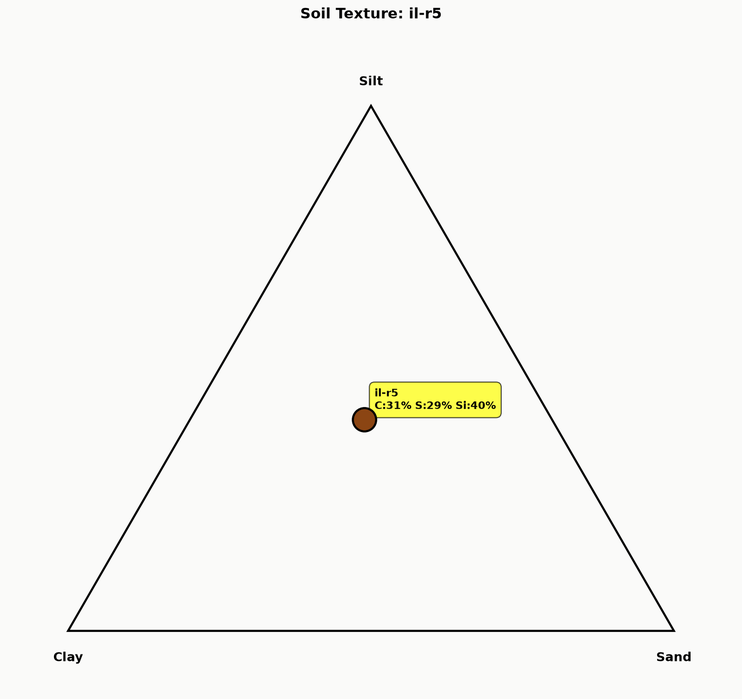 Soil Texture: il-r5
Silt
il-r5
C:31% S:29% Si:40%
Clay
Sand